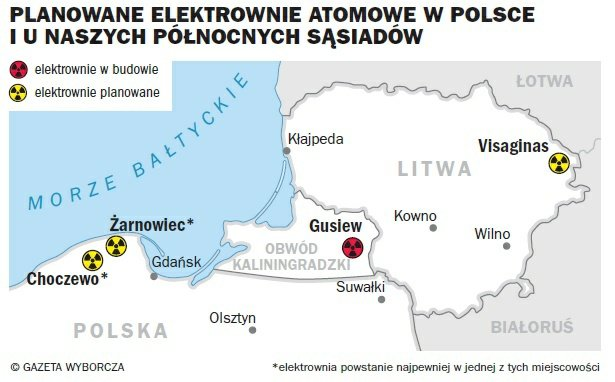 PLANOWANE ELEKTROWNIE ATOMOWE W POLSCE
I U NASZYCH PÓŁNOCNYCH SĄSIADÓW
elektrownie w budowie
elektrownie planowane
MORZE BAŁTYCKIE
ŁOTWA
Kłajpeda
Visaginas
LITWA
Żarnowiec*
Gusiew
Kowno
Wilno
Choczewo*
Gdańsk
OBWÓD
KALININGRADZKI
Suwałki
POLSKA
Olsztyn
BIAŁORUŚ
© GAZETA WYBORCZA
*elektrownia powstanie najpewniej w jednej z tych miejscowości